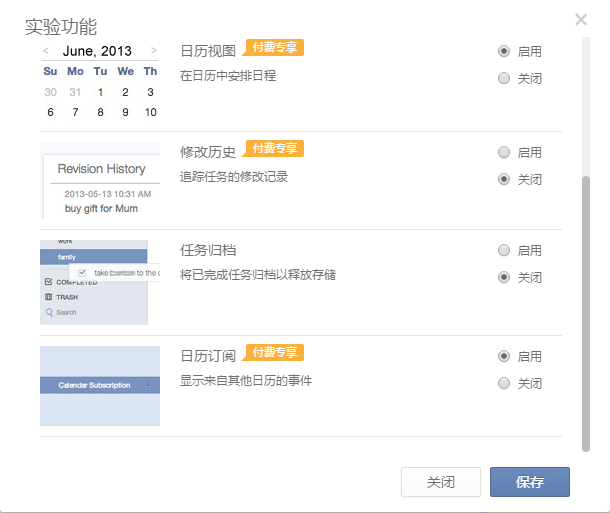 实验功能
< June, 2013 >
Su Mo Tu We Th
30 31 1 2 3
6 7 8 9 10
日历视图 付费专享
在日历中安排日程
启用
关闭
Revision History
2013-05-13 10:31 AM
buy gift for Mum
修改历史 付费专享
追踪任务的修改记录
启用
关闭
work
family
take to the
COMPLETED
TRASH
Search
任务归档
将已完成任务归档以释放存储
启用
关闭
Calendar Subscription +
日历订阅 付费专享
显示来自其他日历的事件
启用
关闭
关闭 保存